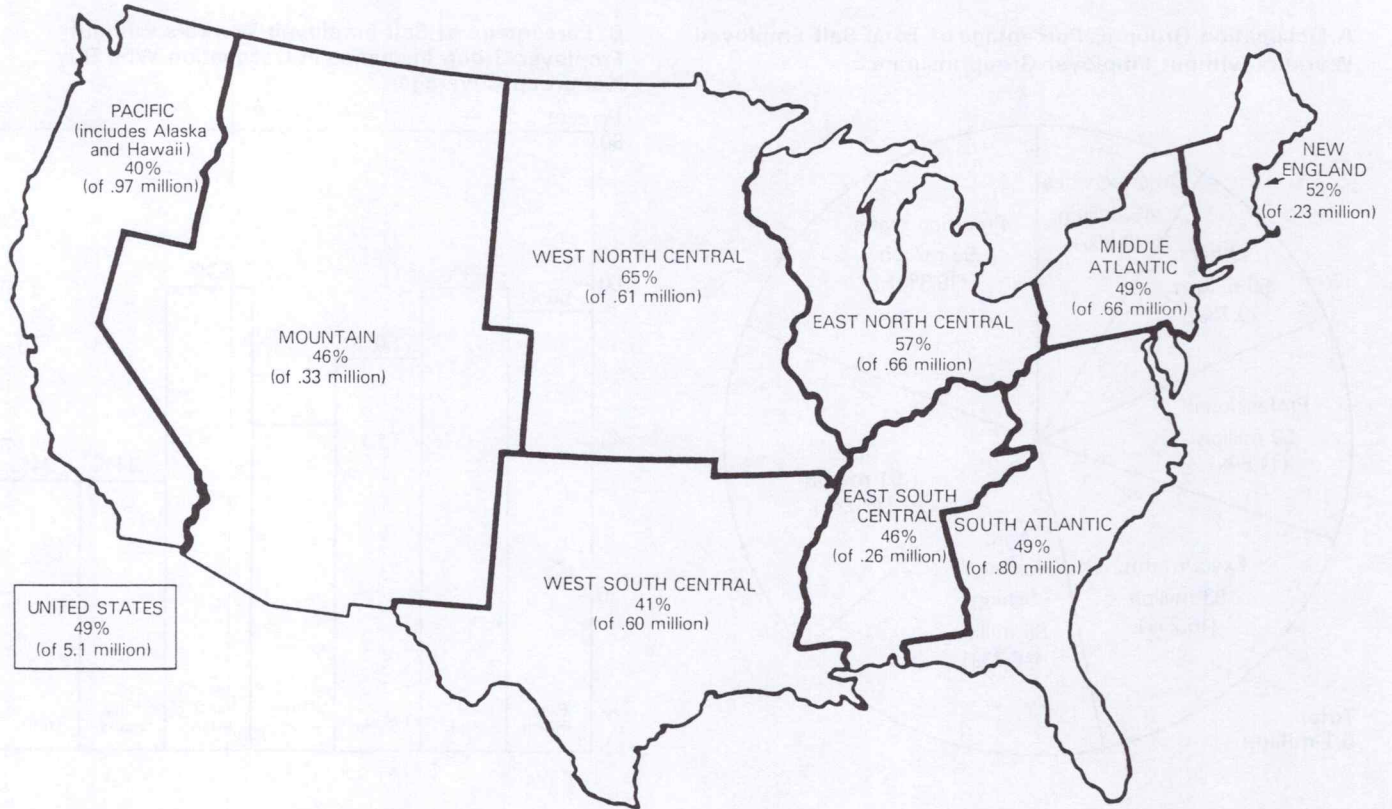 PACIFIC
(includes Alaska
and Hawaii)
40%
(of .97 million)
NEW
ENGLAND
52%
(of .23 million)
WEST NORTH CENTRAL
65%
(of .61 million)
MIDDLE
ATLANTIC
49%
(of .66 million)
EAST NORTH CENTRAL
57%
(of .66 million)
MOUNTAIN
46%
(of .33 million)
EAST SOUTH
CENTRAL
46%
(of .26 million)
SOUTH ATLANTIC
49%
(of .80 million)
WEST SOUTH CENTRAL
41%
(of .60 million)
UNITED STATES
49%
(of 5.1 million)